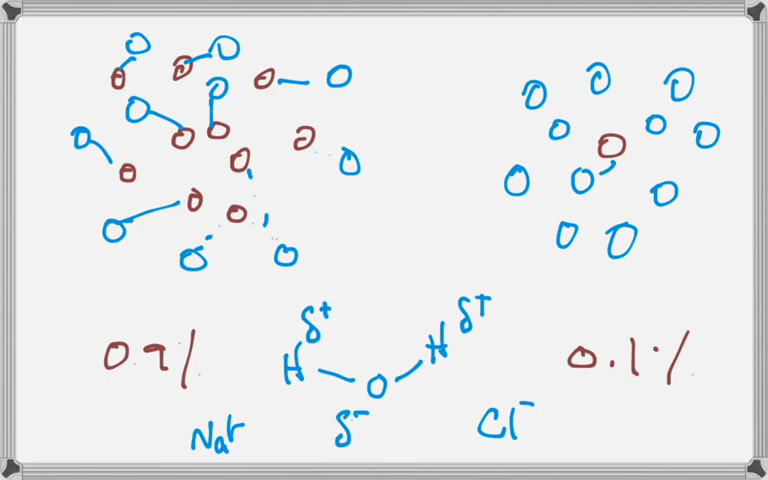 δ+ δ+
H H
0.9% O 0.1%
Na+ δ- Cl-